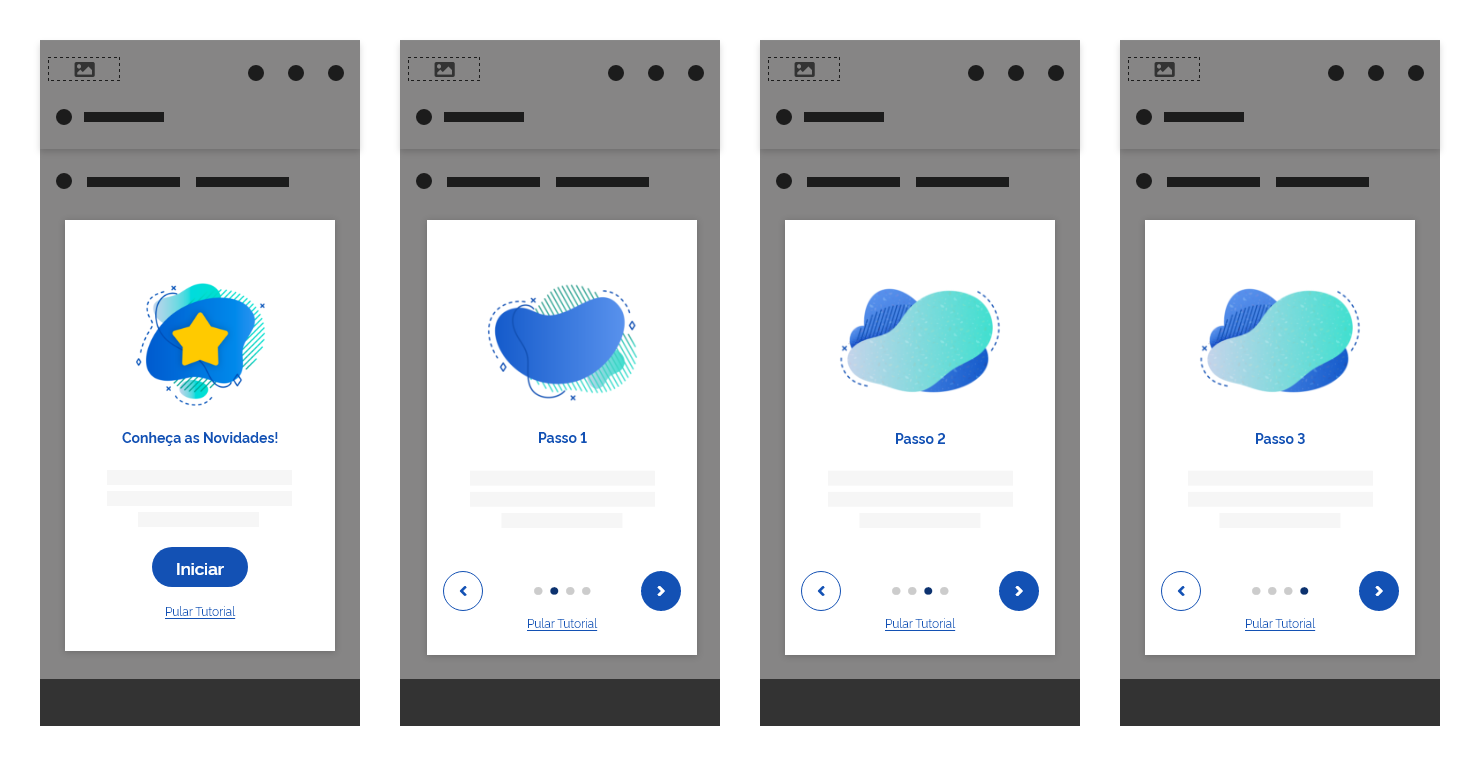 Conheça as Novidades!
Iniciar
Pular Tutorial
Passo 1
Pular Tutorial
Passo 2
Pular Tutorial
Passo 3
Pular Tutorial